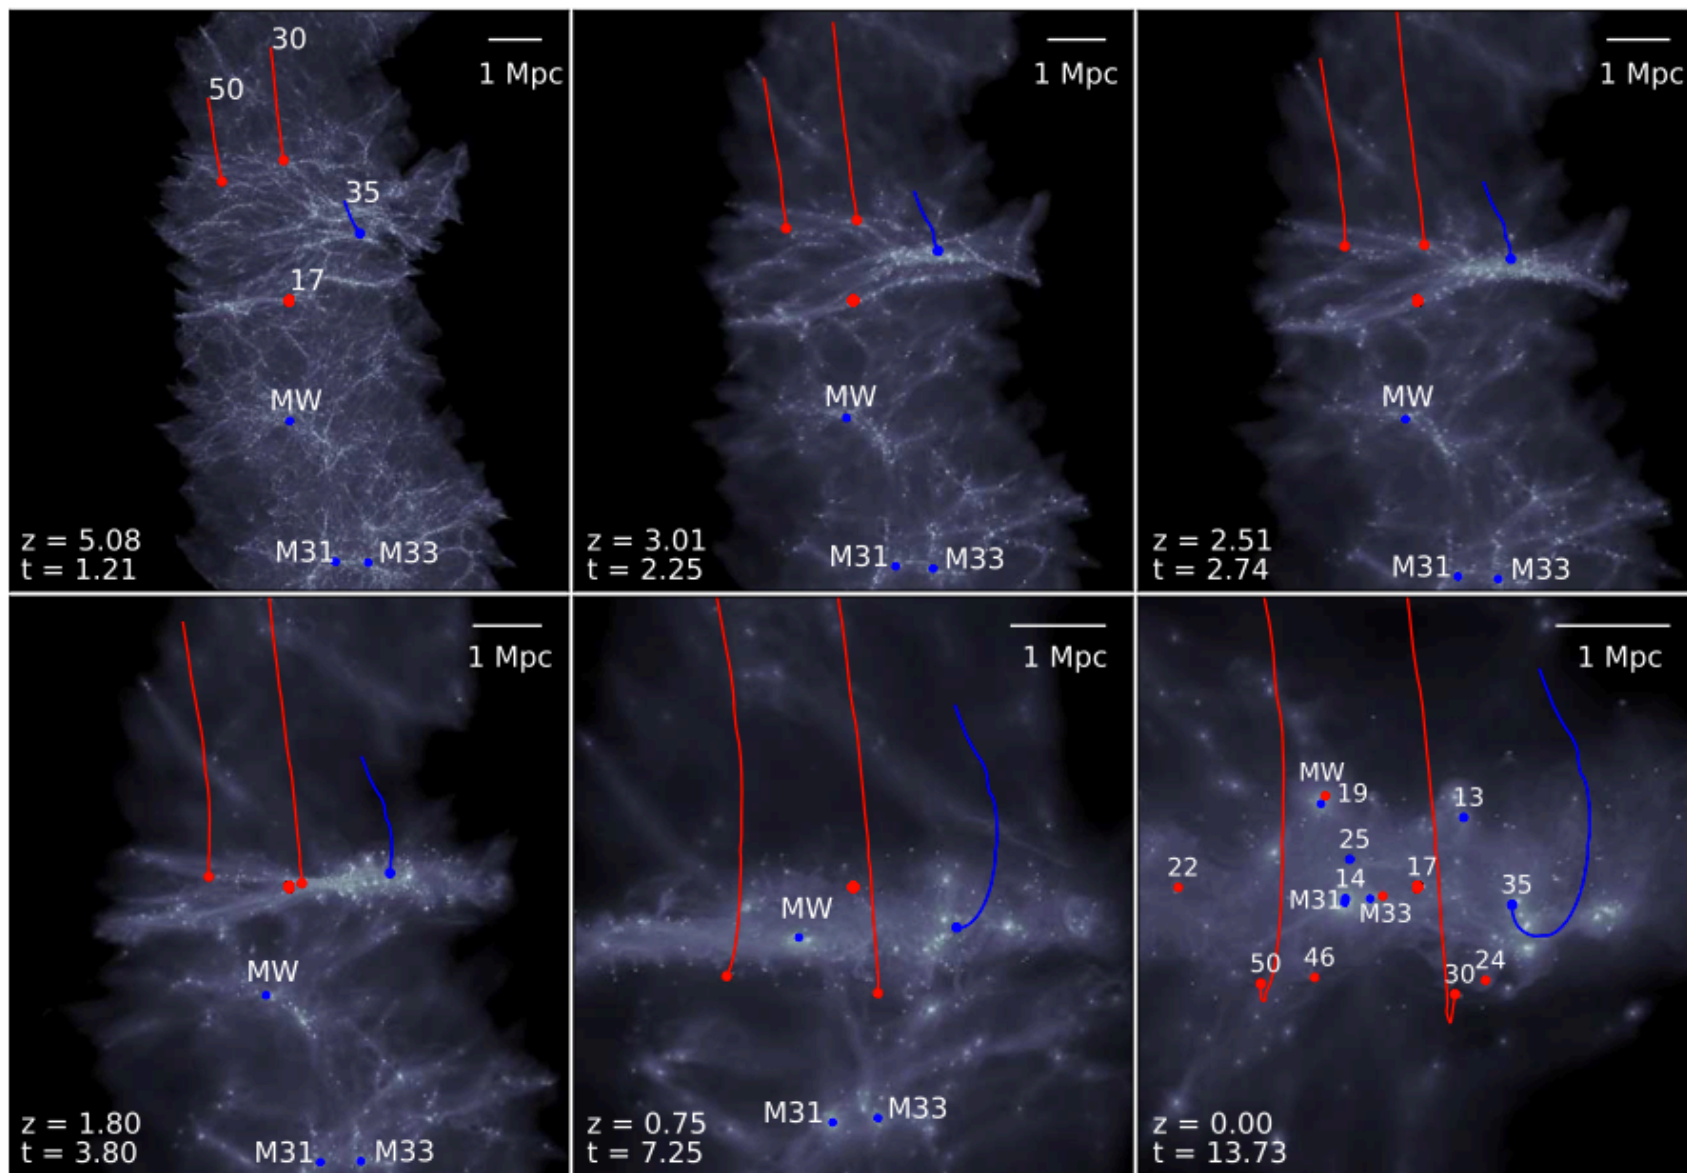 30
1 Mpc
50
35
17
MW
z = 5.08
t = 1.21
M31
M33
1 Mpc
MW
z = 3.01
t = 2.25
M31
M33
1 Mpc
MW
z = 2.51
t = 2.74
M31
M33
1 Mpc
MW
z = 1.80
t = 3.80
M31
M33
1 Mpc
MW
z = 0.75
t = 7.25
M31
M33
1 Mpc
MW
19
13
25
22
14
17
M31
M33
35
50
46
30
24
z = 0.00
t = 13.73